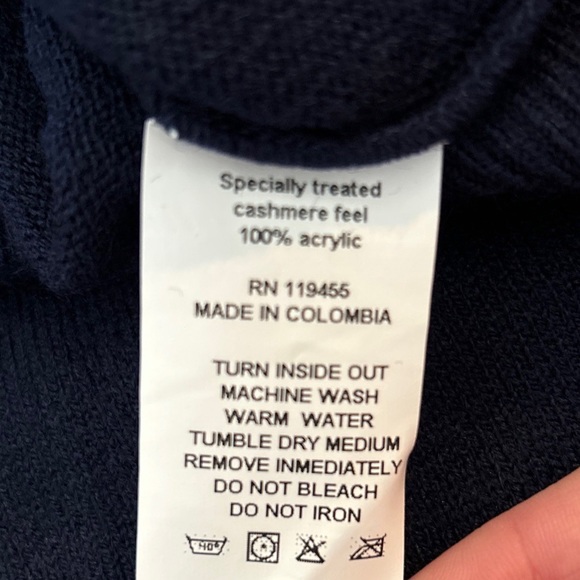 Specially treated
cashmere feel
100% acrylic
RN 119455
MADE IN COLOMBIA
TURN INSIDE OUT
MACHINE WASH
WARM WATER
TUMBLE DRY MEDIUM
REMOVE INMEDIATELY
DO NOT BLEACH
DO NOT IRON
40°